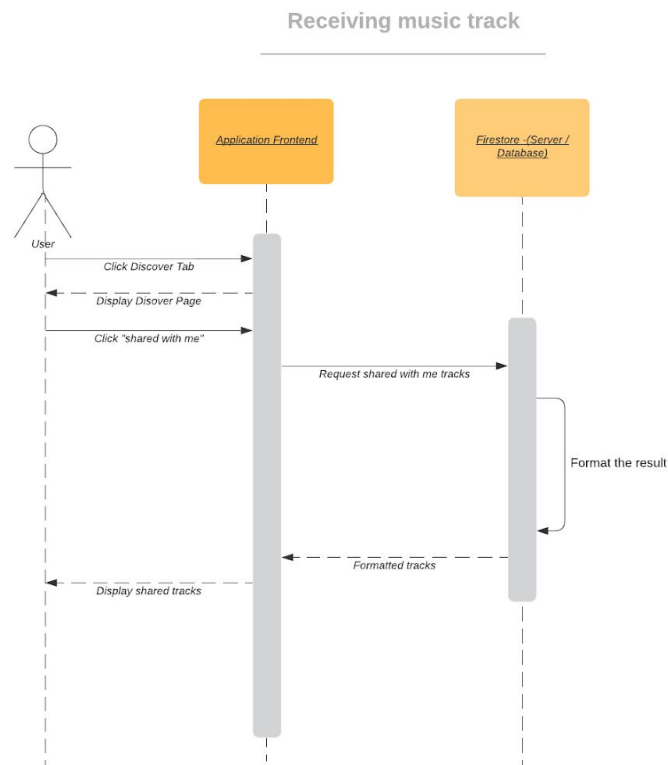 Receiving music track
Application Frontend
Firestore -(Server /
Database)
User
Click Discover Tab
Display Disover Page
Click "shared with me"
Request shared with me tracks
Format the result
Formatted tracks
Display shared tracks